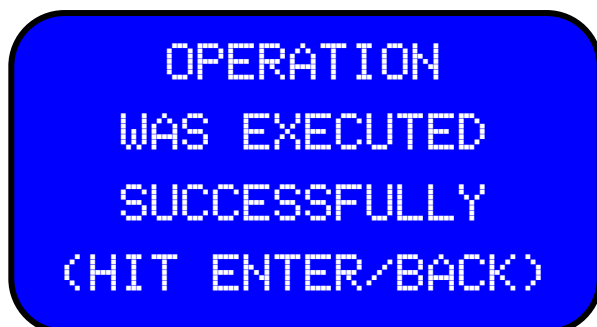 OPERATION
WAS EXECUTED
SUCCESSFULLY
(HIT ENTER/BACK)